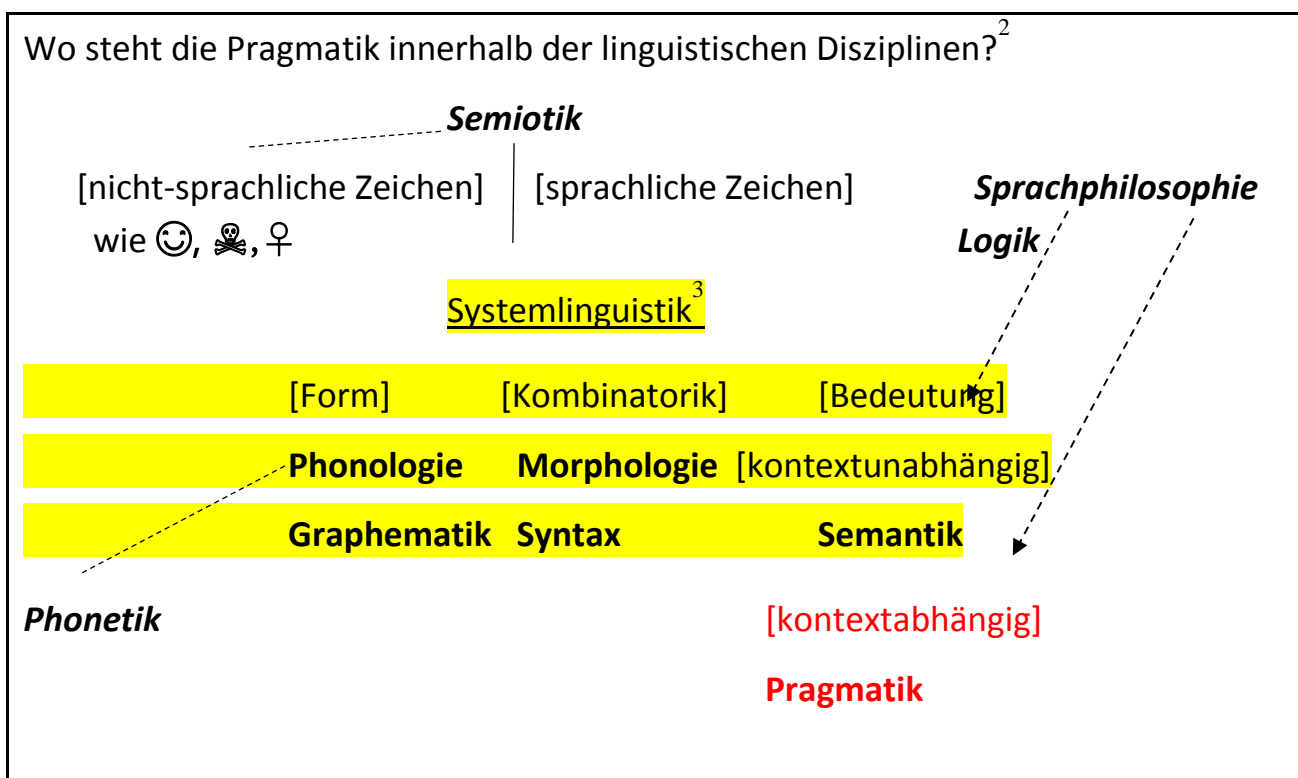 Wo steht die Pragmatik innerhalb der linguistischen Disziplinen?²
Semiotik
[nicht-sprachliche Zeichen] [sprachliche Zeichen] Sprachphilosophie
wie ☺, ☠, ♀ Logik
Systemlinguistik³
[Form] [Kombinatorik] [Bedeutung]
Phonologie Morphologie [kontextunabhängig]
Graphematik Syntax Semantik
Phonetik [kontextabhängig]
Pragmatik